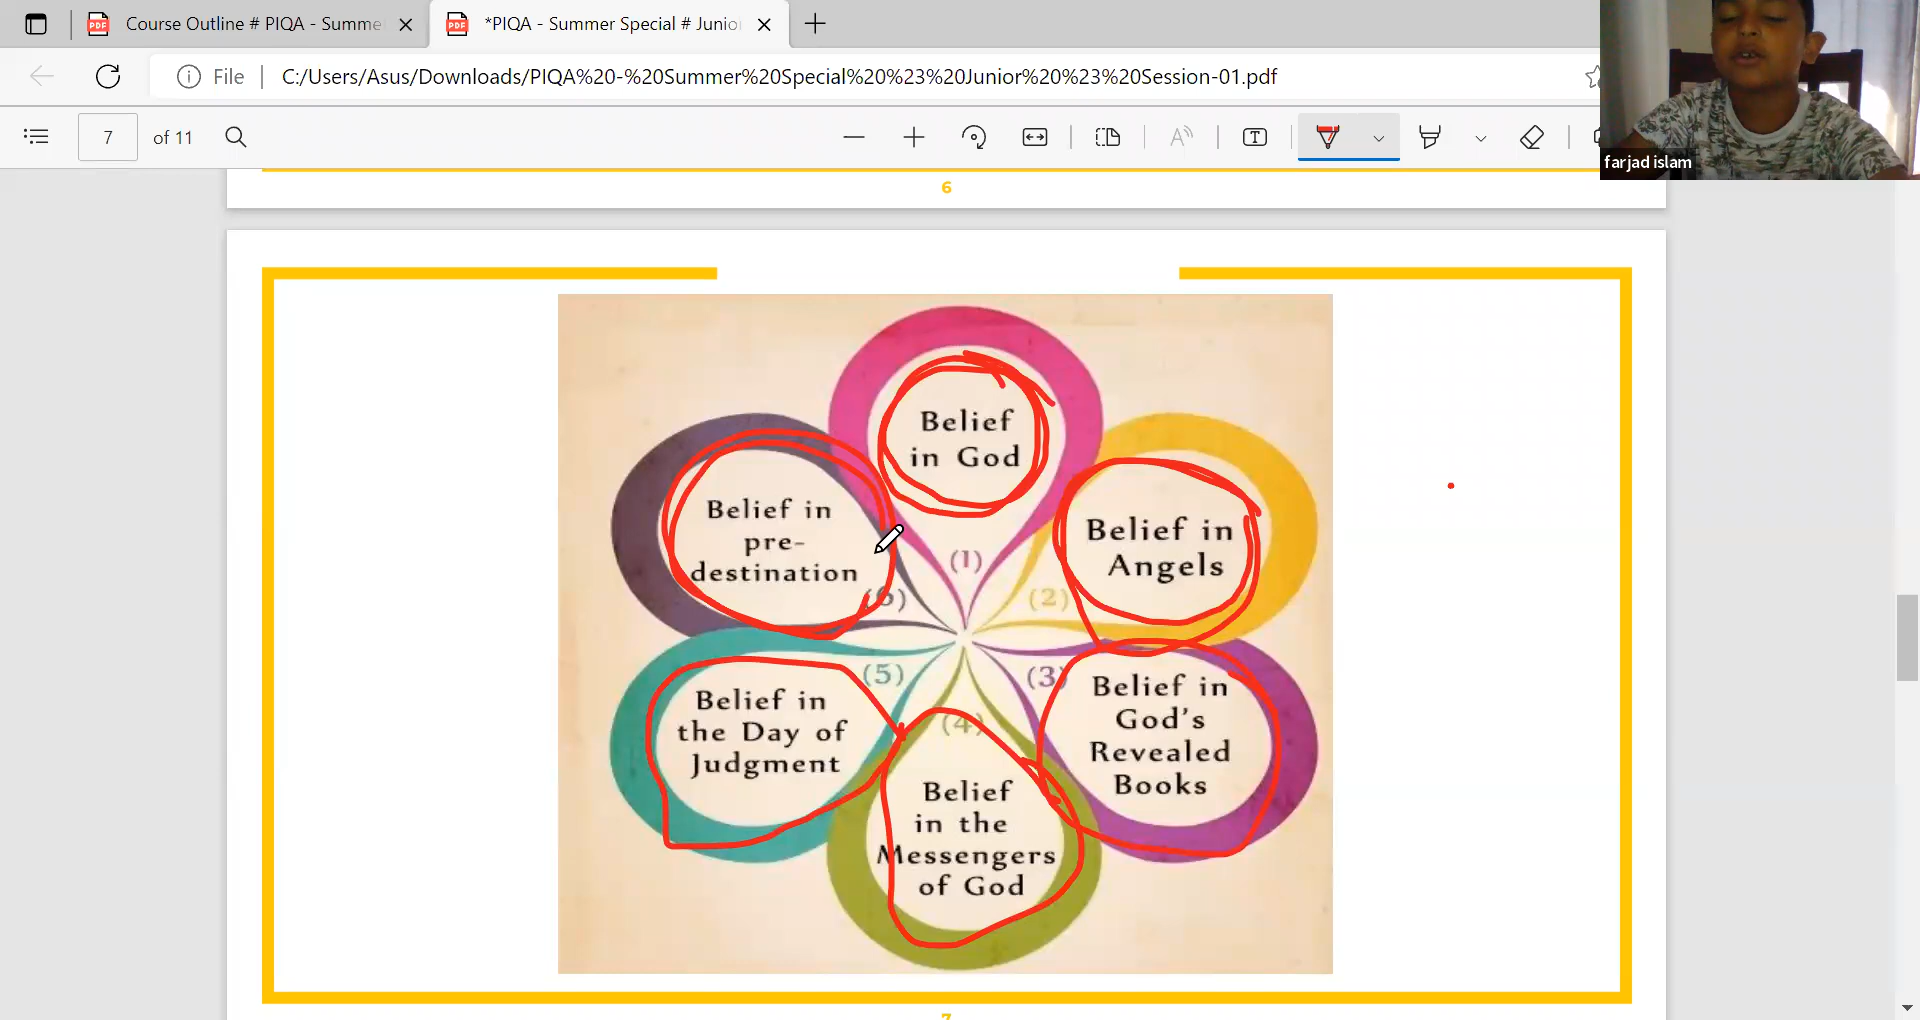 Course Outline # PIQA - Summe
*PIQA - Summer Special # Junio
File
C:/Users/Asus/Downloads/PIQA%20-%20Summer%20Special%20%23%20Junior%20%23%20Session-01.pdf
7 of 11
farjad islam
6
Belief
in God
(1)
Belief in
Angels
(2)
Belief in
God's
Revealed
Books
(3)
Belief
in the
Messengers
of God
(4)
Belief in
the Day of
Judgment
(5)
Belief in
pre-
destination
(6)
7